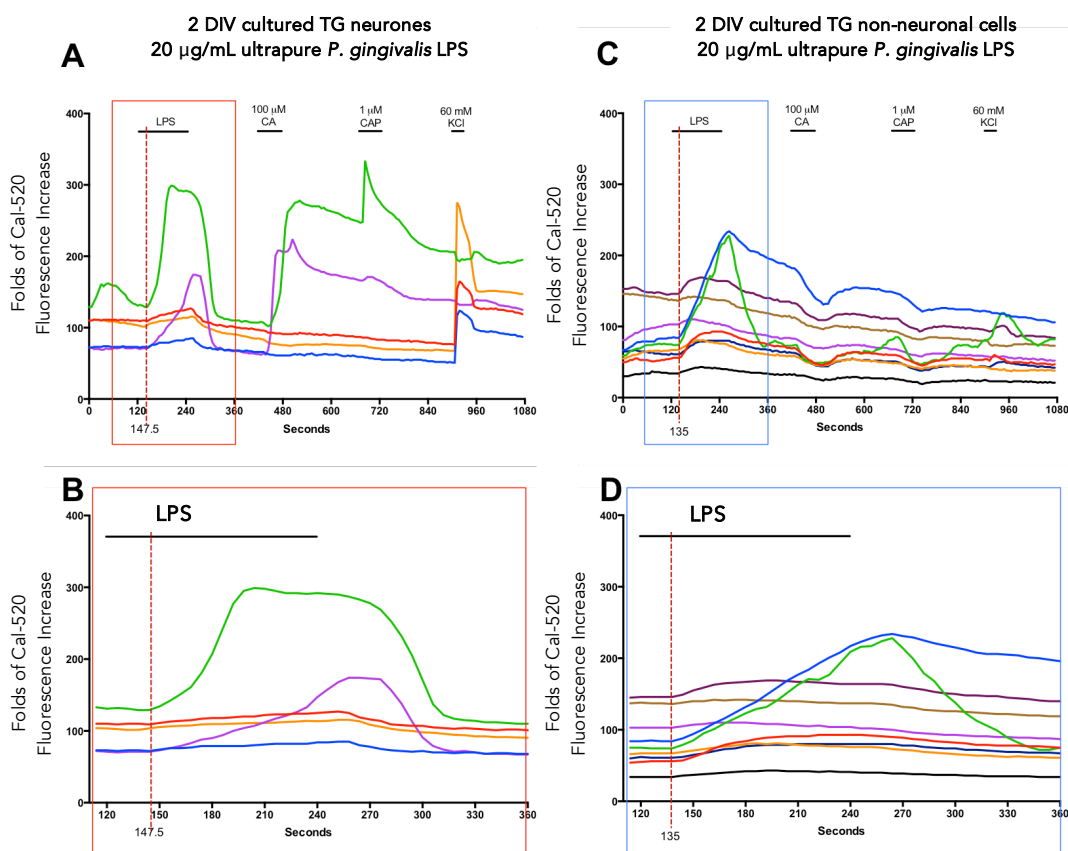 2 DIV cultured TG neurones
20 μg/mL ultrapure P. gingivalis LPS
A
Folds of Cal-520
Fluorescence Increase
400
300
200
100
0
LPS
100 μM
CA
1 μM
CAP
60 mM
KCl
0 120 240 360 480 600 720 840 960 1080
147.5
Seconds
2 DIV cultured TG non-neuronal cells
20 μg/mL ultrapure P. gingivalis LPS
C
Folds of Cal-520
Fluorescence Increase
400
300
200
100
0
LPS
100 μM
CA
1 μM
CAP
60 mM
KCl
0 120 240 360 480 600 720 840 960 1080
135
Seconds
B
Folds of Cal-520
Fluorescence Increase
400
300
200
100
0
LPS
120 150 180 210 240 270 300 330 360
147.5
Seconds
D
Folds of Cal-520
Fluorescence Increase
400
300
200
100
0
LPS
120 150 180 210 240 270 300 330 360
135
Seconds